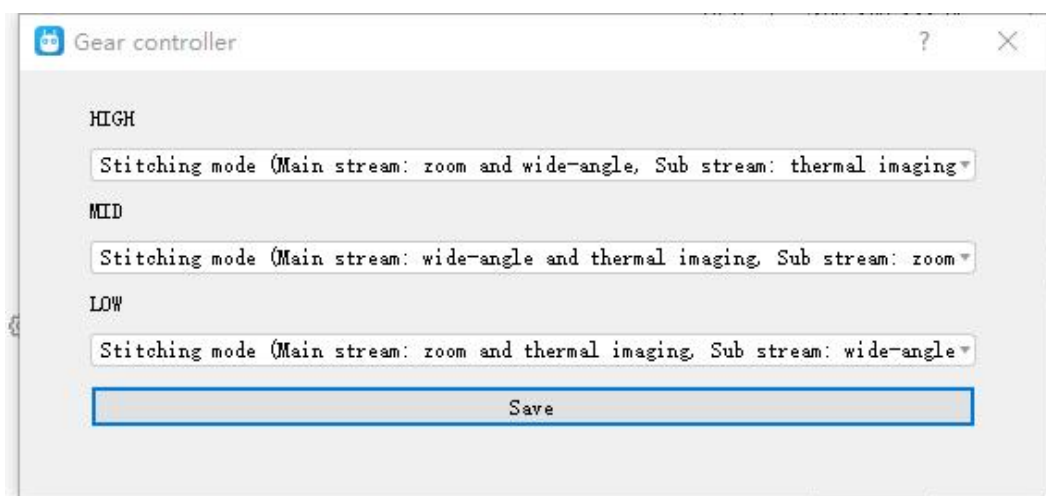 Gear controller
HIGH
Stitching mode (Main stream: zoom and wide-angle, Sub stream: thermal imaging
MID
Stitching mode (Main stream: wide-angle and thermal imaging, Sub stream: zoom
LOW
Stitching mode (Main stream: zoom and thermal imaging, Sub stream: wide-angle
Save